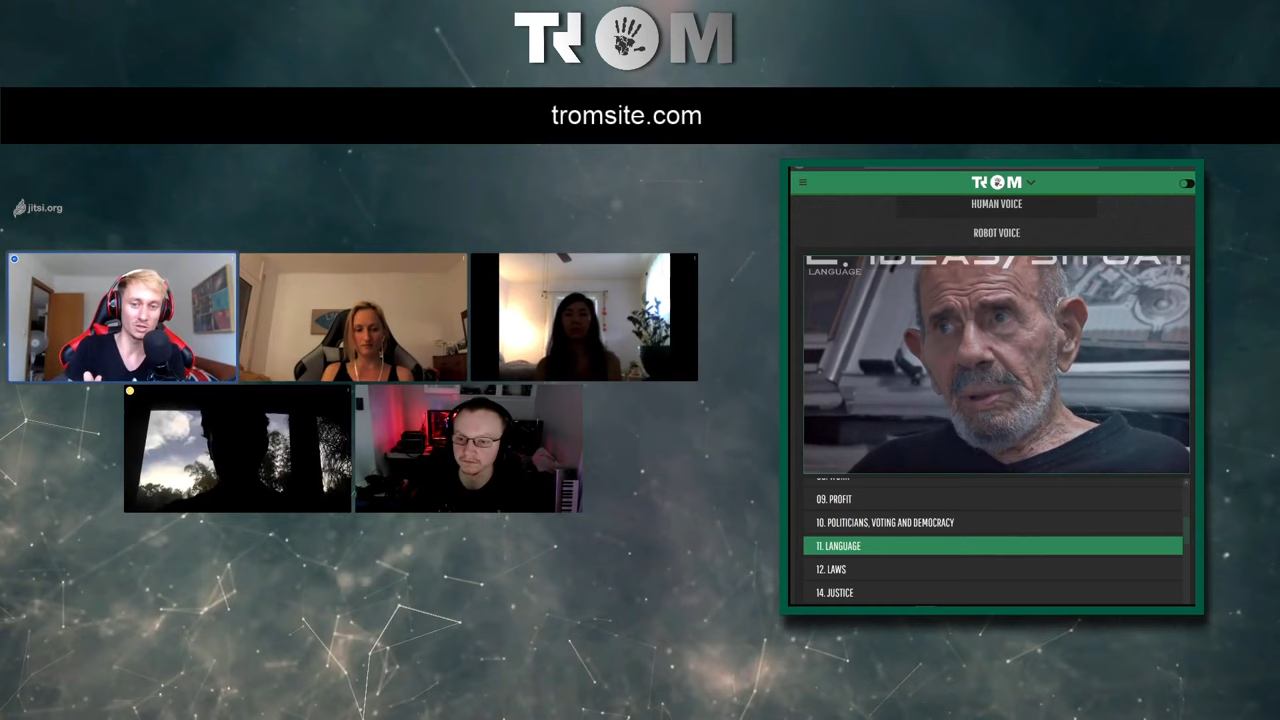 TROM
tromsite.com
jitsi.org
TROM
HUMAN VOICE
ROBOT VOICE
LANGUAGE
09. PROFIT
10. POLITICIANS, VOTING AND DEMOCRACY
11. LANGUAGE
12. LAWS
14. JUSTICE